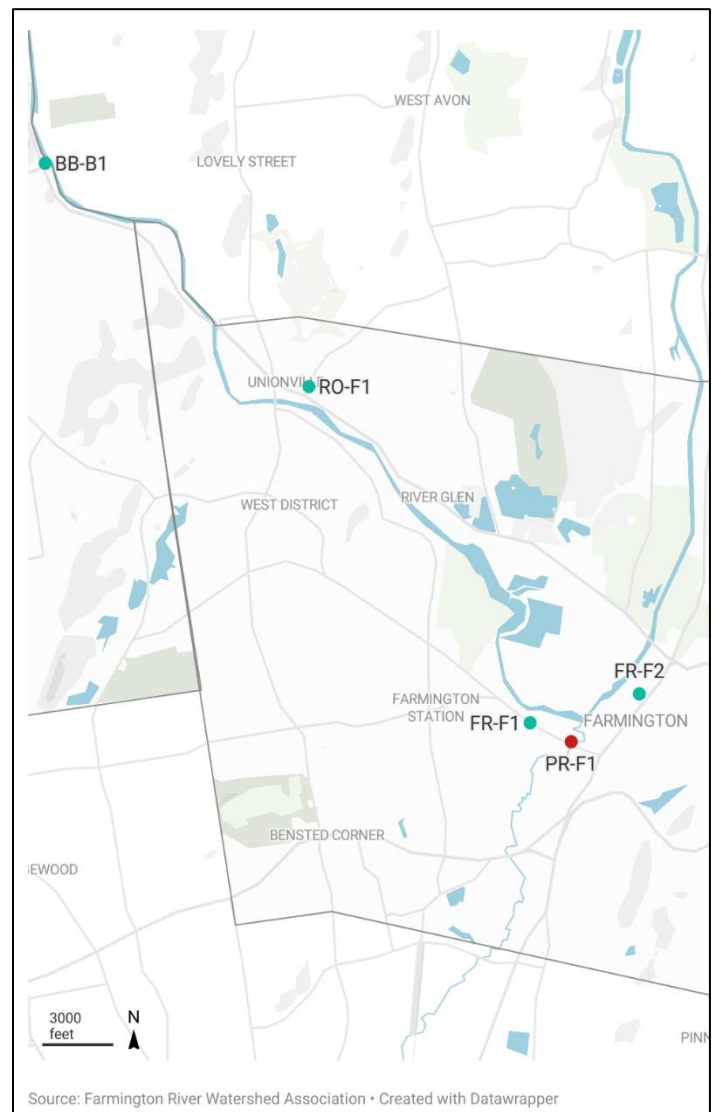 WEST AVON
BB-B1
LOVELY STREET
UNIONVILLE
RO-F1
RIVER GLEN
WEST DISTRICT
FR-F2
FARMINGTON
STATION
FR-F1
FARMINGTON
PR-F1
BENSTED CORNER
EWOOD
3000
feet
N
PINN
Source: Farmington River Watershed Association • Created with Datawrapper